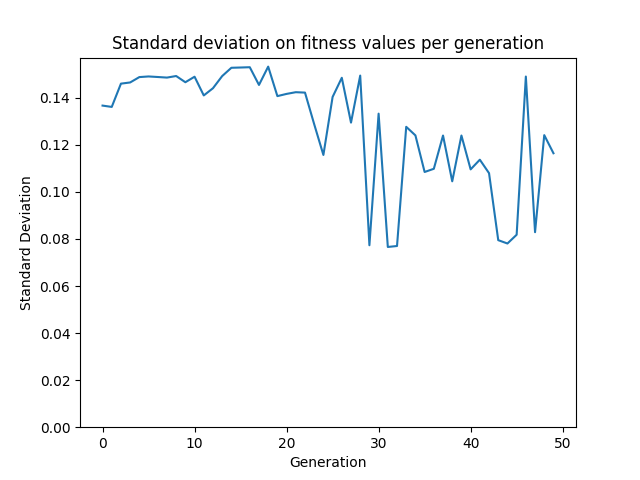 Standard deviation on fitness values per generation
Standard Deviation
0.14
0.12
0.10
0.08
0.06
0.04
0.02
0.00
0 10 20 30 40 50
Generation